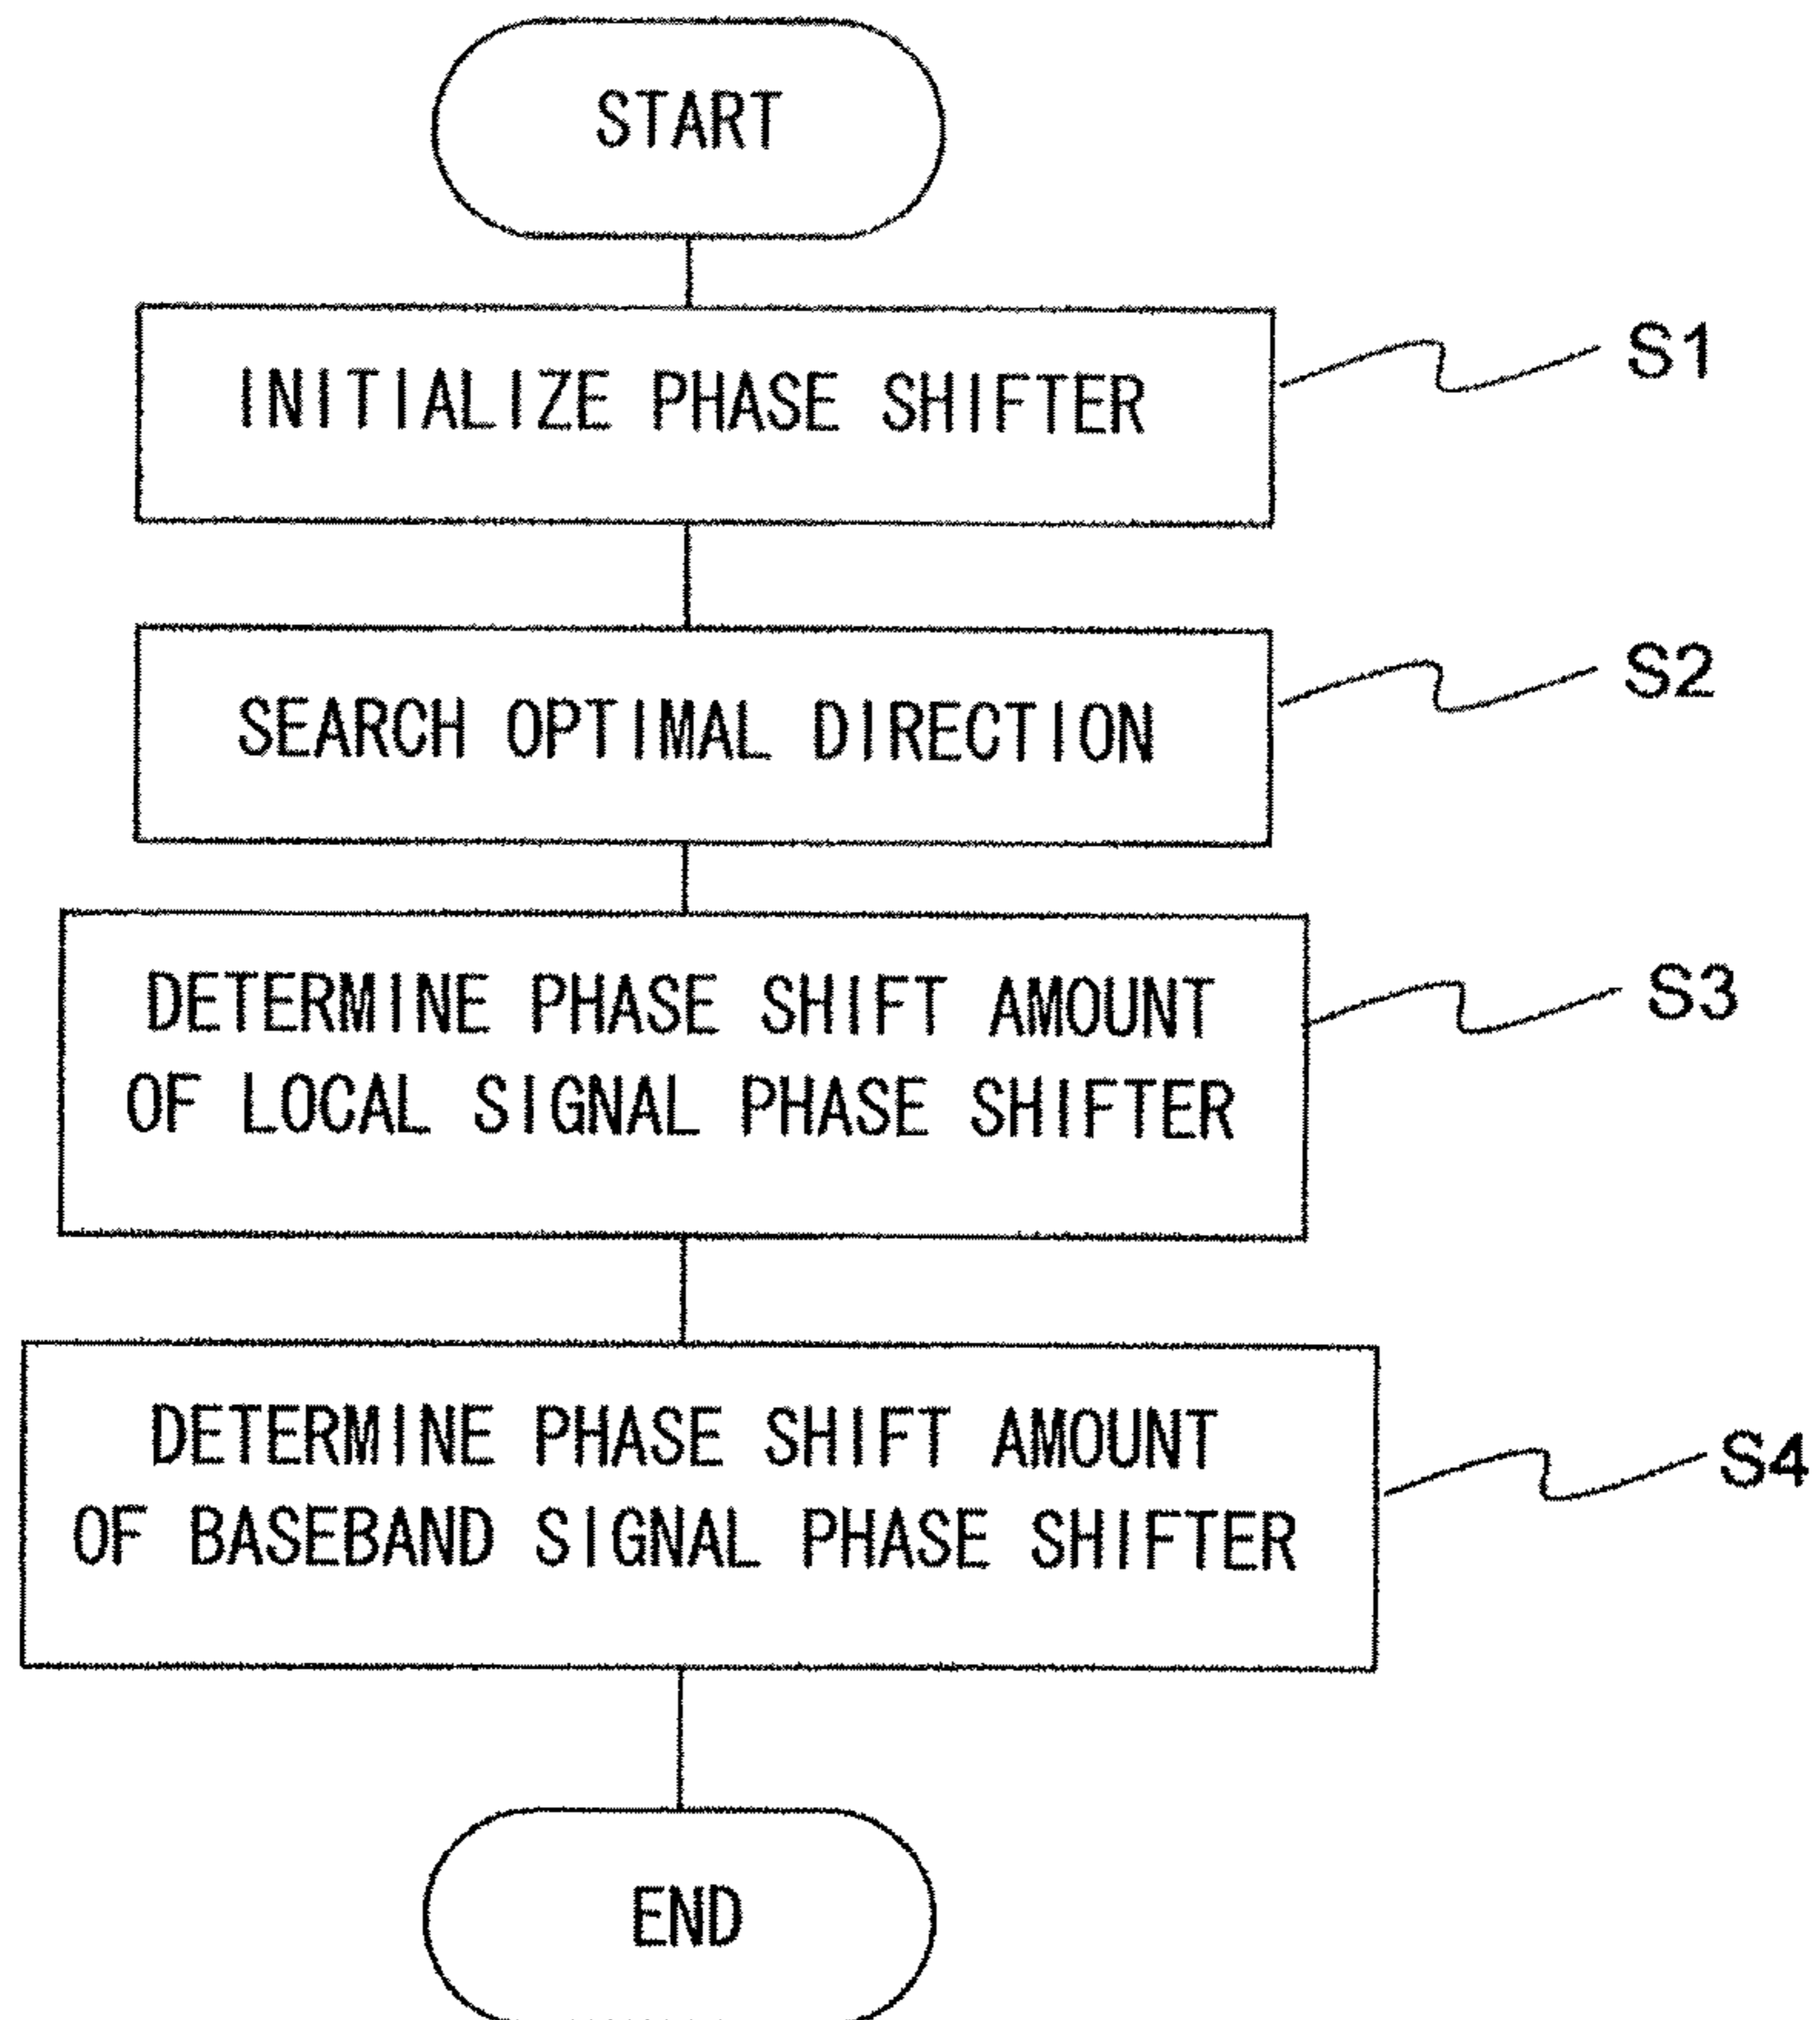 START
INITIALIZE PHASE SHIFTER
S1
SEARCH OPTIMAL DIRECTION
S2
DETERMINE PHASE SHIFT AMOUNT
OF LOCAL SIGNAL PHASE SHIFTER
S3
DETERMINE PHASE SHIFT AMOUNT
OF BASEBAND SIGNAL PHASE SHIFTER
S4
END